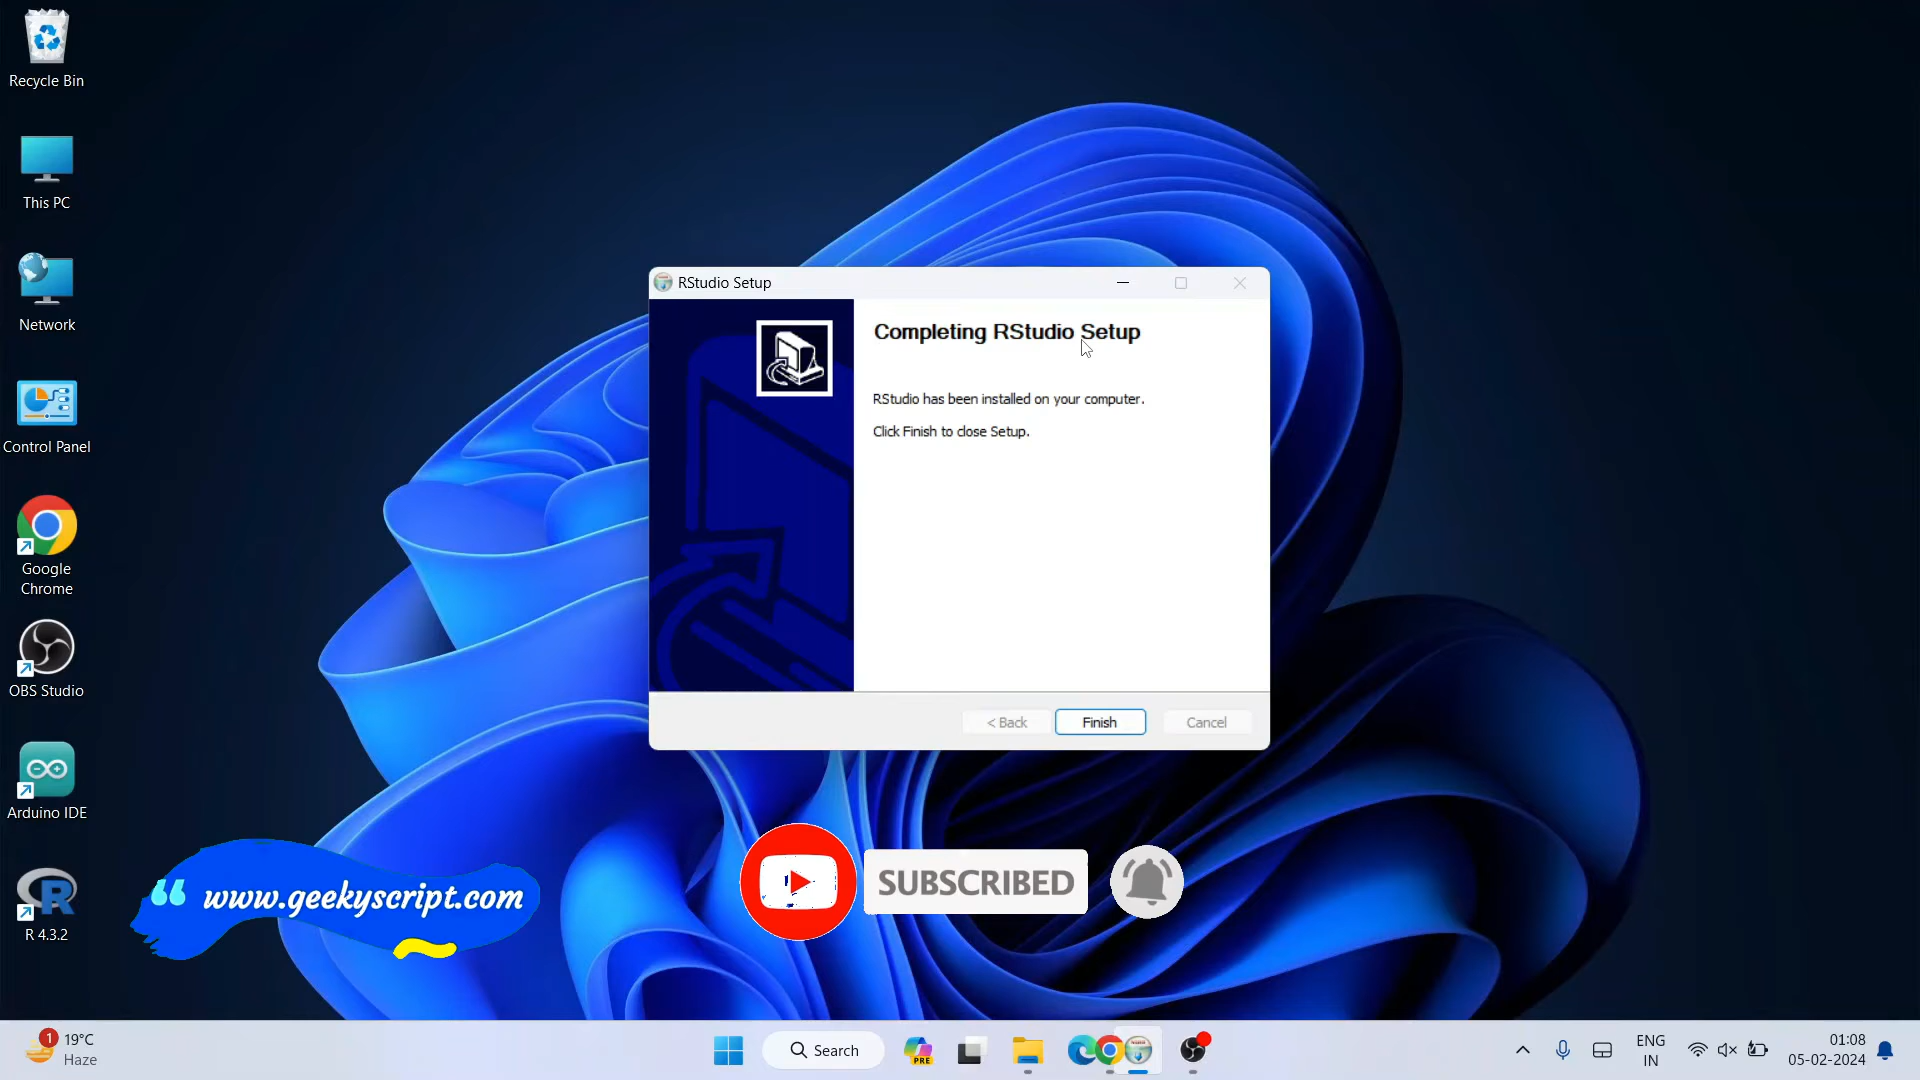 Recycle Bin
This PC
Network
Control Panel
Google
Chrome
OBS Studio
Arduino IDE
R 4.3.2
RStudio Setup
Completing RStudio Setup
RStudio has been installed on your computer.
Click Finish to close Setup.
< Back
Finish
Cancel
www.geekyscript.com
SUBSCRIBED
1
19°C
Haze
Search
PRE
ENG
IN
01:08
05-02-2024